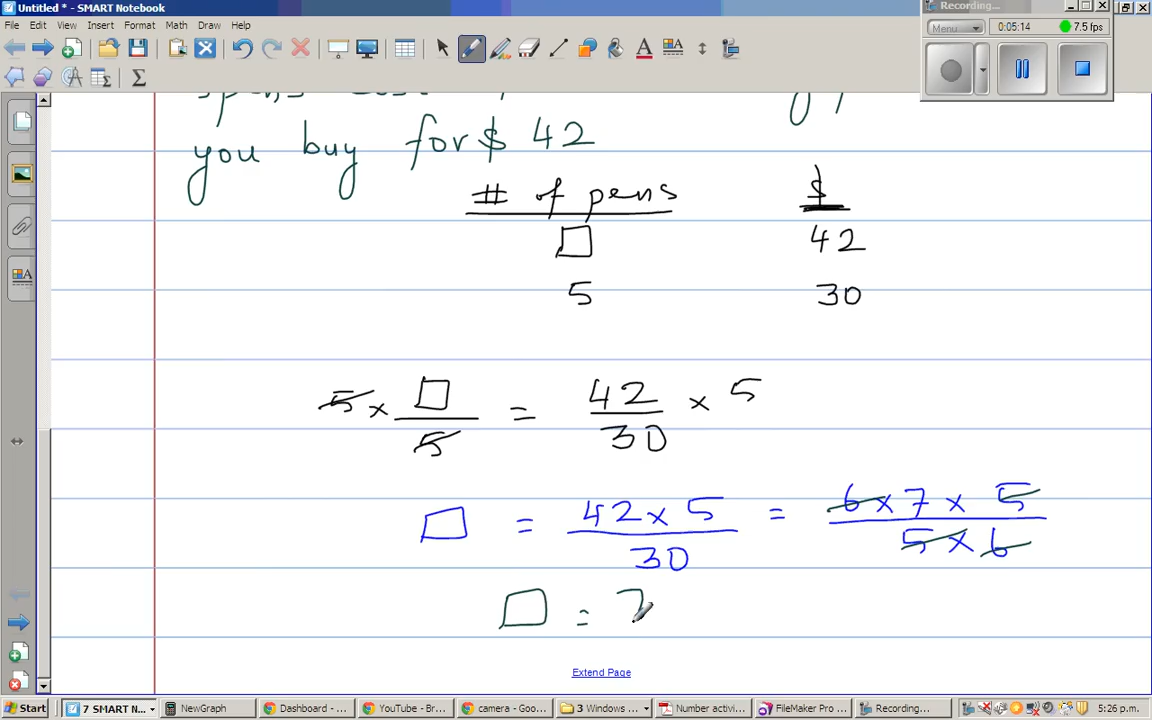 Untitled * - SMART Notebook
Recording...
File Edit View Insert Format Math Draw Help
Menu 0:05:14 7.5 fps
you buy for $ 42
# of pens $
□ 42
5 30
5 × □/5 = 42/30 × 5
□ = 42 × 5/30 = 6 × 7 × 5/5 × 6
□ = 7
Extend Page
Start 7 SMART N... NewGraph Dashboard - ... YouTube - Br... camera - Goo... 3 Windows ... Number activi... FileMaker Pro ... Recording... 5:26 p.m.